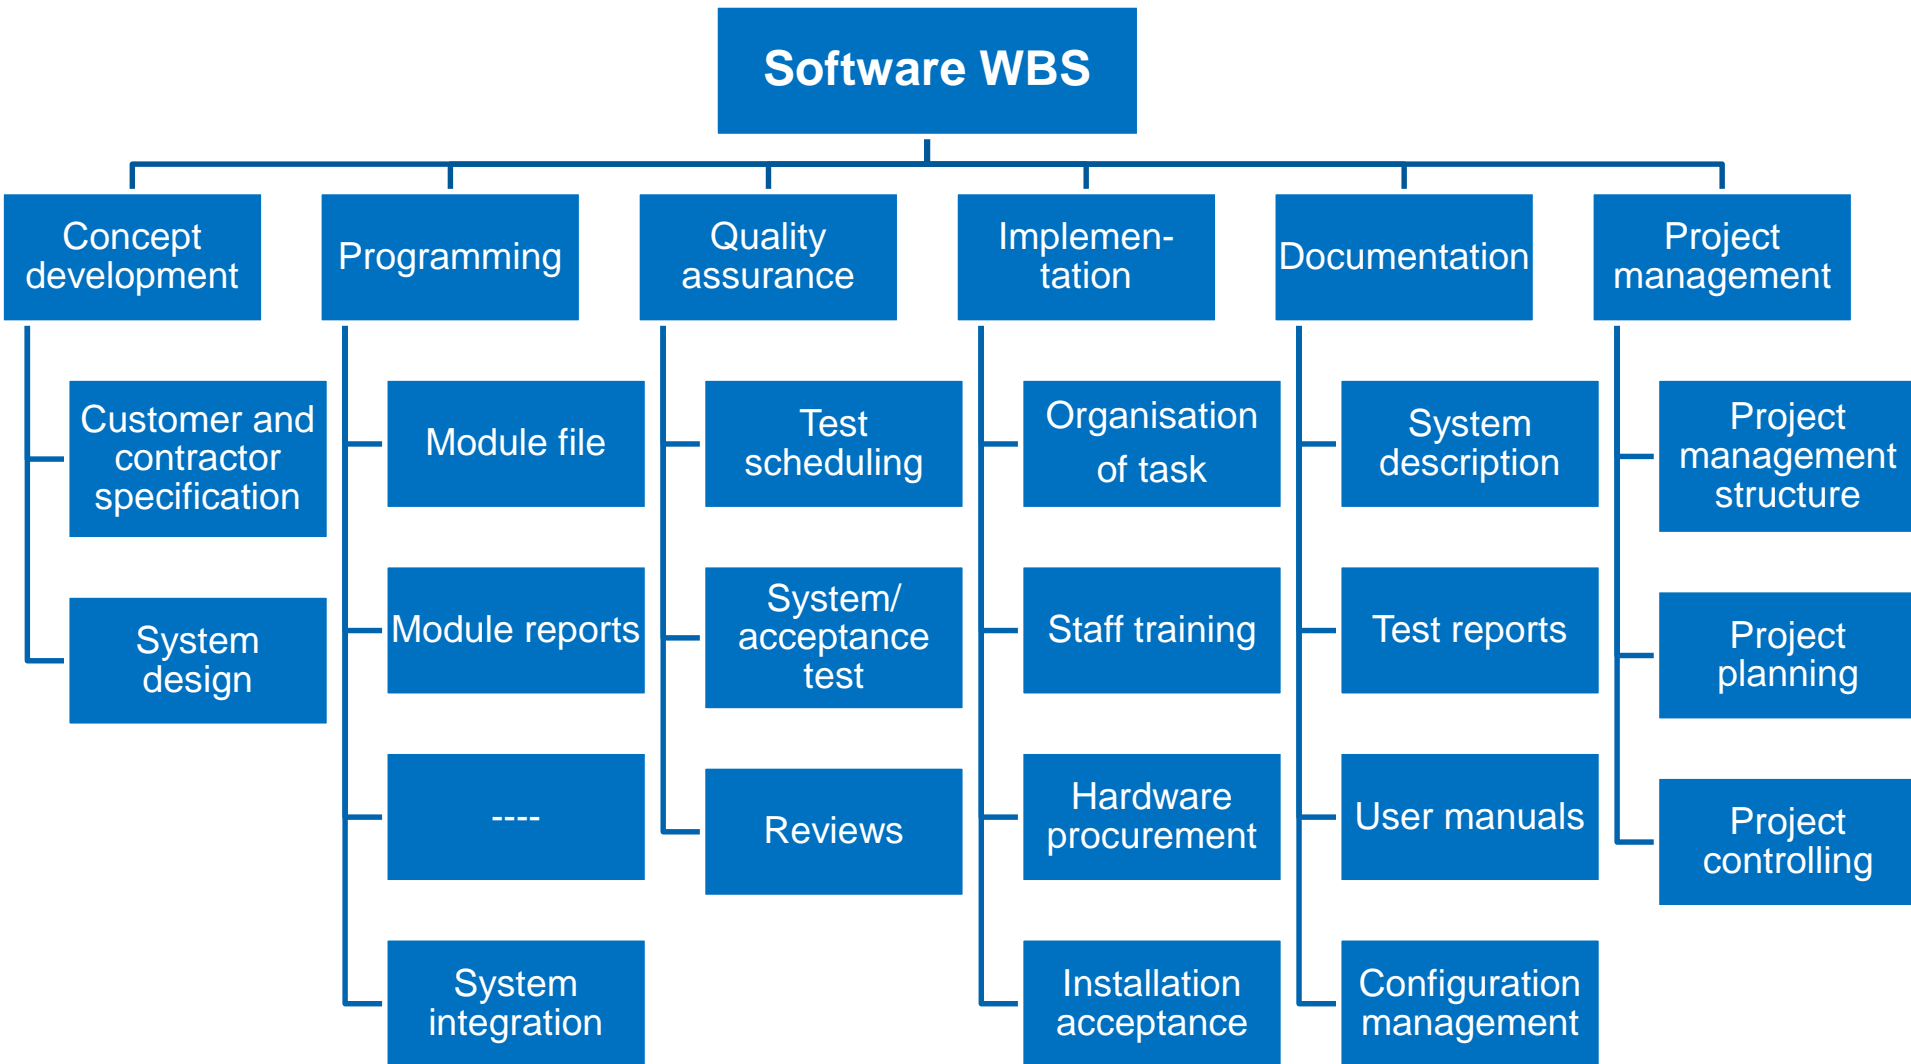 Software WBS
Concept
development
Programming
Quality
assurance
Implemen-
tation
Documentation
Project
management
Customer and
contractor
specification
System
design
Module file
Module reports
----
System
integration
Test
scheduling
System/
acceptance
test
Reviews
Organisation
of task
Staff training
Hardware
procurement
Installation
acceptance
System
description
Test reports
User manuals
Configuration
management
Project
management
structure
Project
planning
Project
controlling